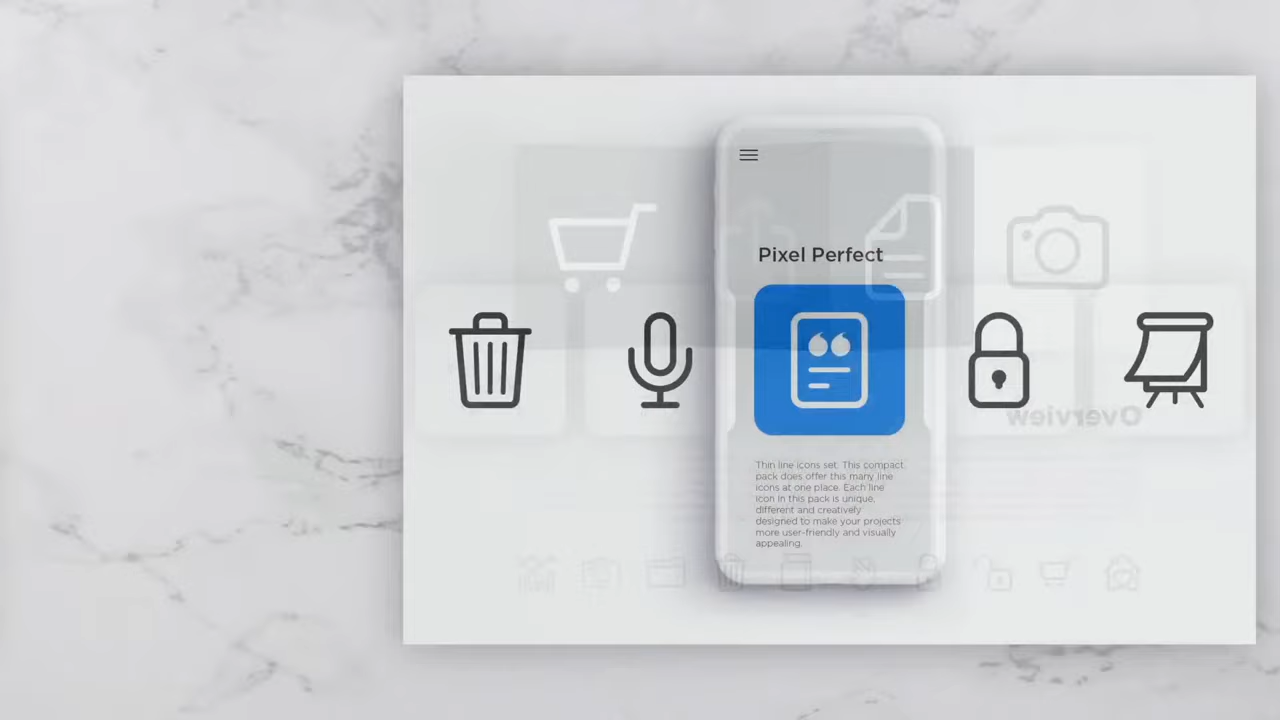 Pixel Perfect
Overview
Thin line icons set. This compact
pack does offer this many line
icons at one place. Each line
icon in this pack is unique,
different and creatively
designed to make your projects
more user-friendly and visually
appealing.